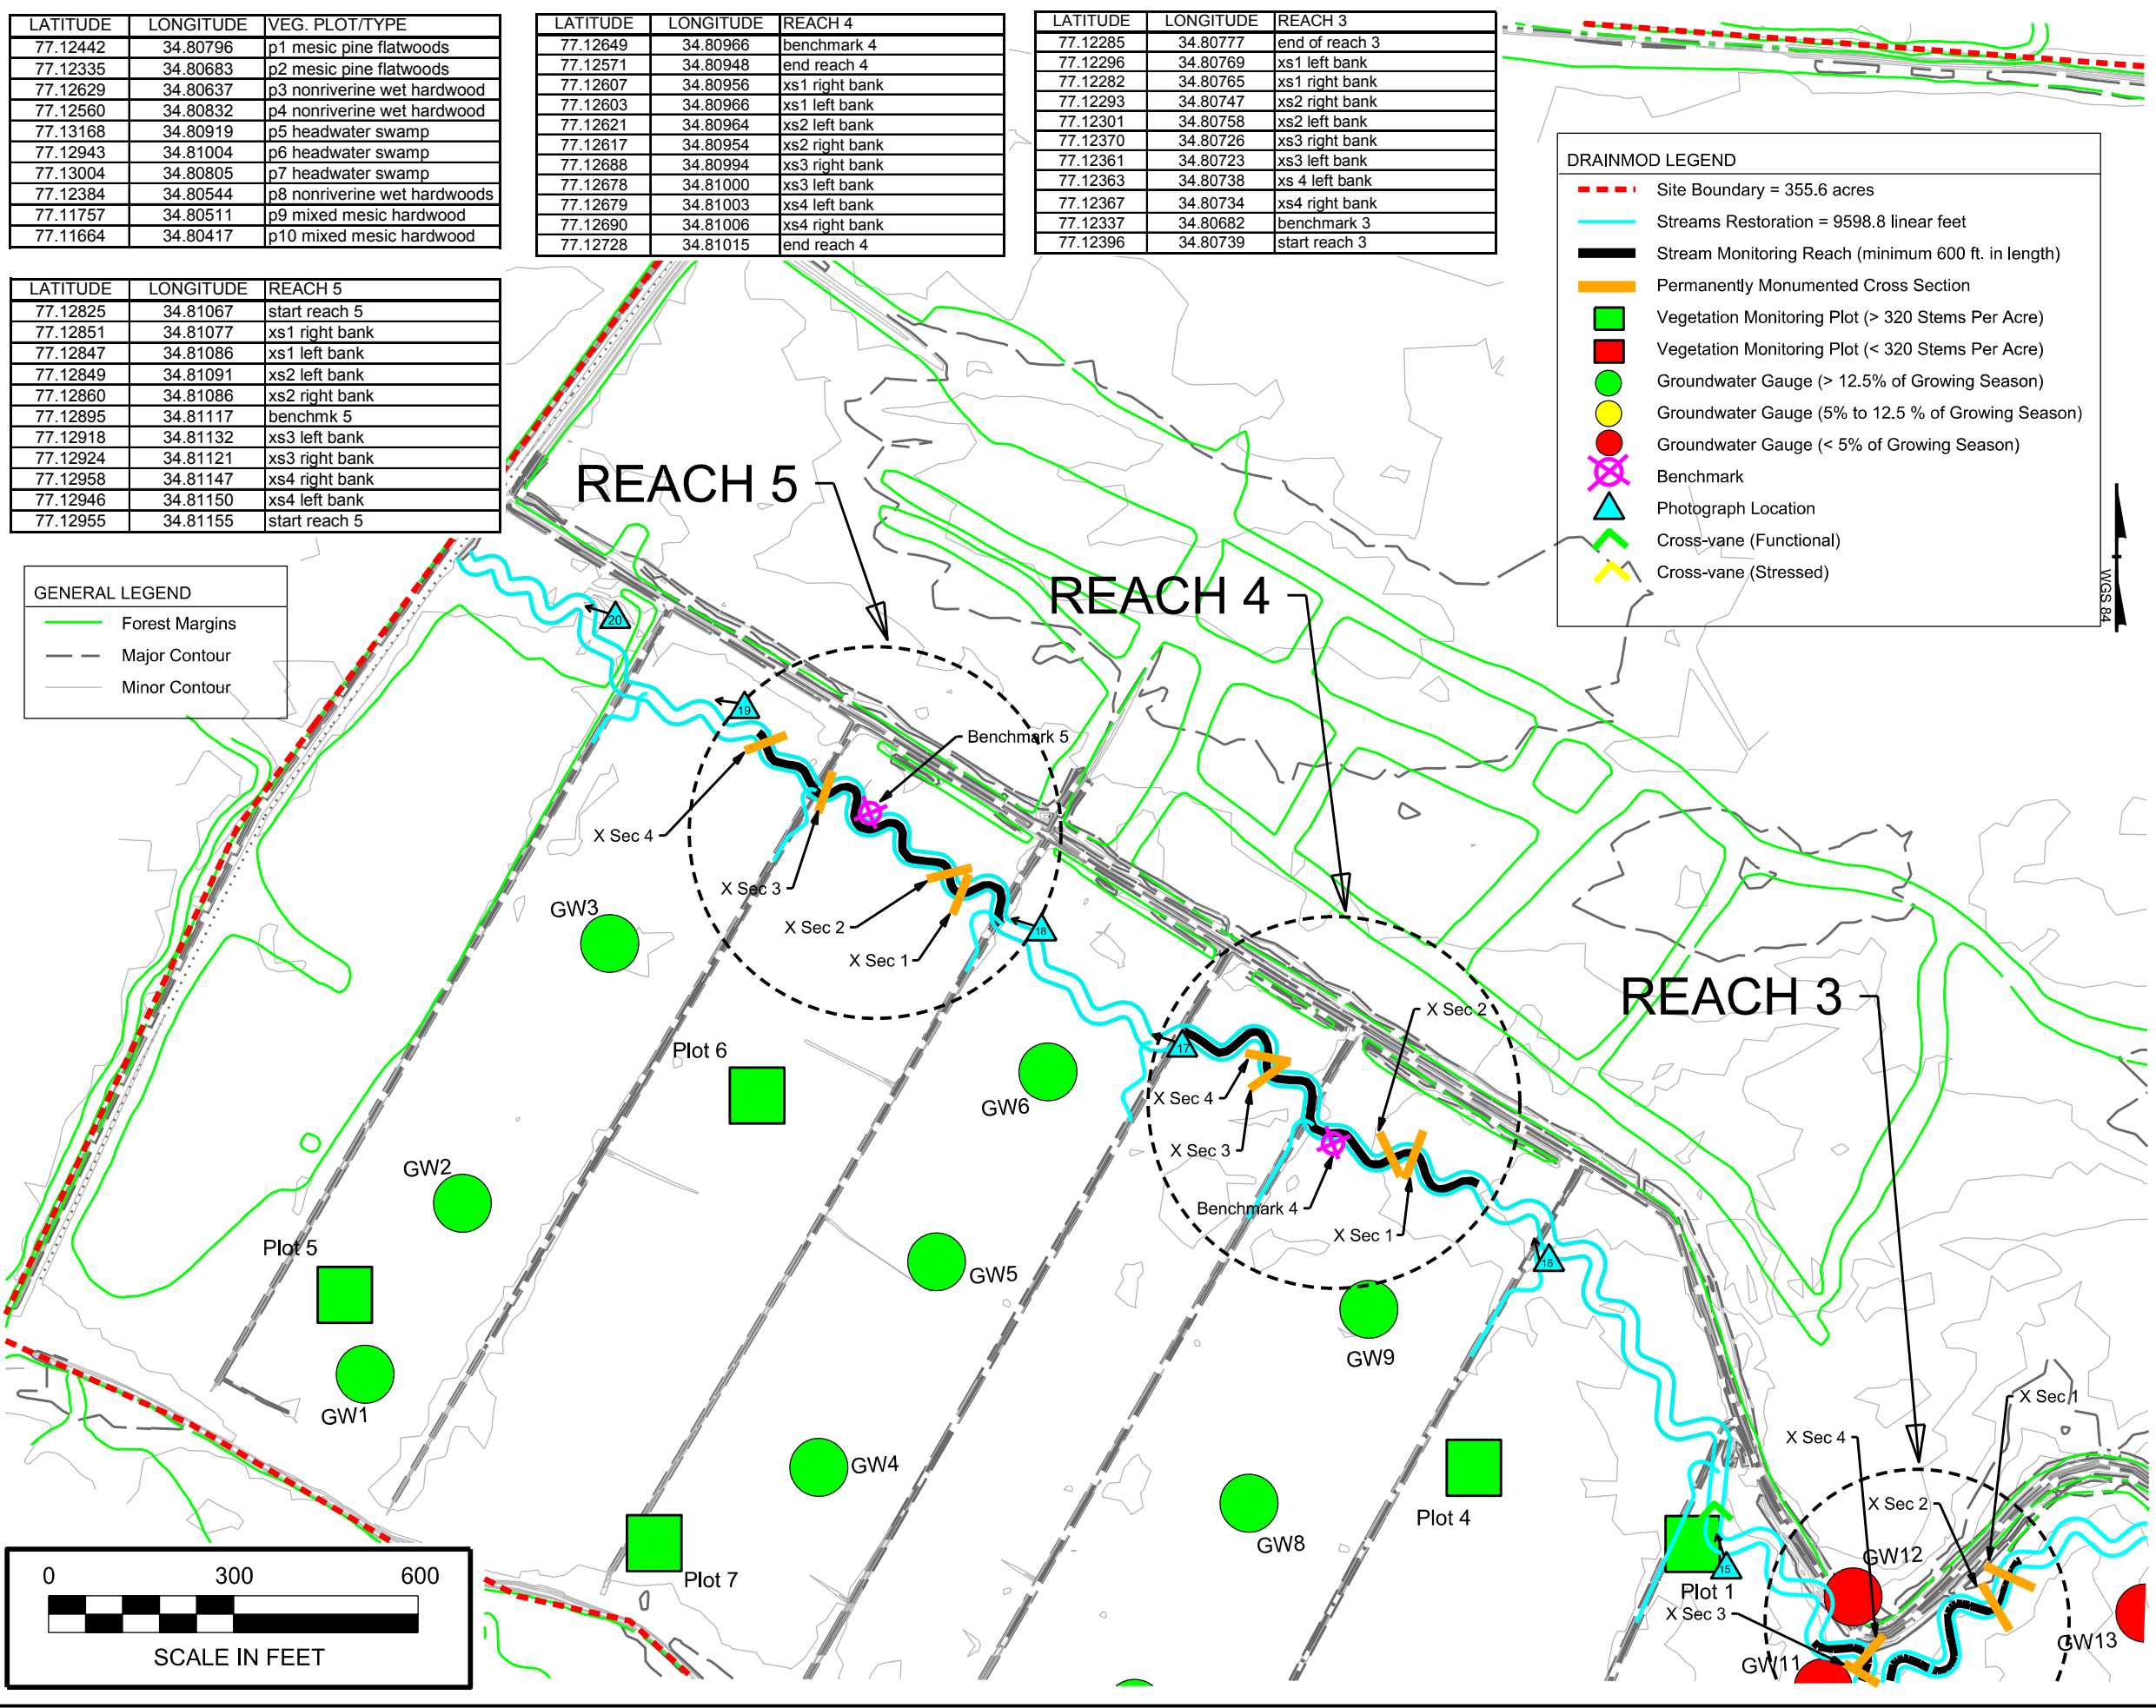 LATITUDE LONGITUDE VEG. PLOT/TYPE
77.12442 34.80796 p1 mesic pine flatwoods
77.12335 34.80683 p2 mesic pine flatwoods
77.12629 34.80637 p3 nonriverine wet hardwood
77.12560 34.80832 p4 nonriverine wet hardwood
77.13168 34.80919 p5 headwater swamp
77.12943 34.81004 p6 headwater swamp
77.13004 34.80805 p7 headwater swamp
77.12384 34.80544 p8 nonriverine wet hardwoods
77.11757 34.80511 p9 mixed mesic hardwood
77.11664 34.80417 p10 mixed mesic hardwood
LATITUDE LONGITUDE REACH 4
77.12649 34.80966 benchmark 4
77.12571 34.80948 end reach 4
77.12607 34.80956 xs1 right bank
77.12603 34.80966 xs1 left bank
77.12621 34.80964 xs2 left bank
77.12617 34.80954 xs2 right bank
77.12688 34.80994 xs3 right bank
77.12678 34.81000 xs3 left bank
77.12679 34.81003 xs4 left bank
77.12690 34.81006 xs4 right bank
77.12728 34.81015 end reach 4
LATITUDE LONGITUDE REACH 3
77.12285 34.80777 end of reach 3
77.12296 34.80769 xs1 left bank
77.12282 34.80765 xs1 right bank
77.12293 34.80747 xs2 right bank
77.12301 34.80758 xs2 left bank
77.12370 34.80726 xs3 right bank
77.12361 34.80723 xs3 left bank
77.12363 34.80738 xs 4 left bank
77.12367 34.80734 xs4 right bank
77.12337 34.80682 benchmark 3
77.12396 34.80739 start reach 3
LATITUDE LONGITUDE REACH 5
77.12825 34.81067 start reach 5
77.12851 34.81077 xs1 right bank
77.12847 34.81086 xs1 left bank
77.12849 34.81091 xs2 left bank
77.12860 34.81086 xs2 right bank
77.12895 34.81117 benchmk 5
77.12918 34.81132 xs3 left bank
77.12924 34.81121 xs3 right bank
77.12958 34.81147 xs4 right bank
77.12946 34.81150 xs4 left bank
77.12955 34.81155 start reach 5
DRAINMOD LEGEND
Site Boundary = 355.6 acres
Streams Restoration = 9598.8 linear feet
Stream Monitoring Reach (minimum 600 ft. in length)
Permanently Monumented Cross Section
Vegetation Monitoring Plot (> 320 Stems Per Acre)
Vegetation Monitoring Plot (< 320 Stems Per Acre)
Groundwater Gauge (> 12.5% of Growing Season)
Groundwater Gauge (5% to 12.5 % of Growing Season)
Groundwater Gauge (< 5% of Growing Season)
Benchmark
Photograph Location
Cross-vane (Functional)
Cross-vane (Stressed)
WGS 84
GENERAL LEGEND
Forest Margins
Major Contour
Minor Contour
REACH 5
REACH 4
REACH 3
20
19
Benchmark 5
X Sec 4
X Sec 3
X Sec 2
X Sec 1
18
GW3
Plot 6
GW6
17
X Sec 2
X Sec 4
X Sec 3
Benchmark 4
X Sec 1
16
GW2
Plot 5
GW5
GW1
GW9
GW4
Plot 7
GW8
Plot 4
X Sec 1
X Sec 4
X Sec 2
GW12
15
Plot 1
X Sec 3
GW11
GW13
0 300 600
SCALE IN FEET